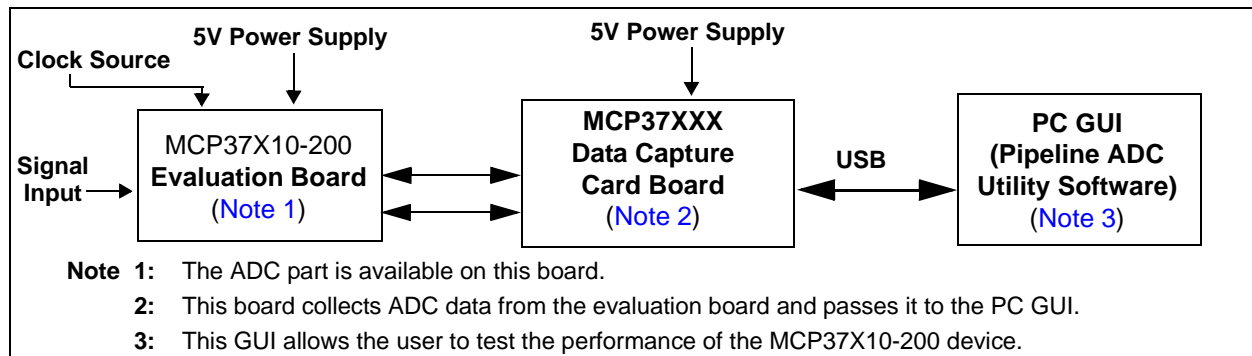 5V Power Supply
5V Power Supply
Clock Source
MCP37X10-200
Evaluation Board
(Note 1)
Signal
Input
MCP37XXX
Data Capture
Card Board
(Note 2)
USB
PC GUI
(Pipeline ADC
Utility Software)
(Note 3)
Note 1: The ADC part is available on this board.
2: This board collects ADC data from the evaluation board and passes it to the PC GUI.
3: This GUI allows the user to test the performance of the MCP37X10-200 device.